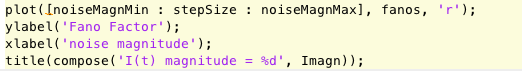 plot([noiseMagnMin : stepSize : noiseMagnMax], fanos, 'r');
ylabel('Fano Factor');
xlabel('noise magnitude');
title(compose('I(t) magnitude = %d', Imagn));